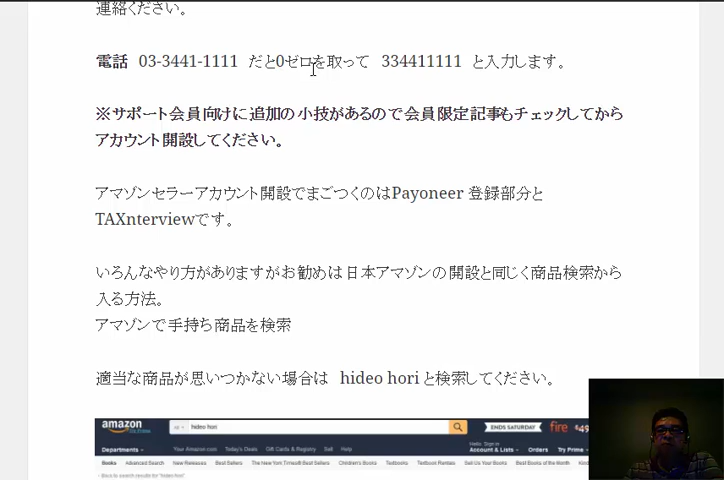 連絡ください。
電話 03-3441-1111 だと0ゼロを取って 334411111 と入力します。
※サポート会員向けに追加の小技があるので会員限定記事もチェックしてから
アカウント開設してください。
アマゾンセラーアカウント開設でまごつくのはPayoneer 登録部分と
TAXnterviewです。
いろんなやり方がありますがお勧めは日本アマゾンの開設と同じく商品検索から
入る方法。
アマゾンで手持ち商品を検索
適当な商品が思いつかない場合は hideo hori と検索してください。
amazon All hideo hori ENDS SATURDAY fire $49
Hello. Sign in
Departments Your Amazon.com Today's Deals Gift Cards & Registry Sell Help Account & Lists Orders Try Prime
Books Advanced Search New Releases Best Sellers The New York Times® Best Sellers Children's Books Textbooks Textbook Rentals Sell Us Your Books Best Books of the Month
Back to search results for "hideo hori"